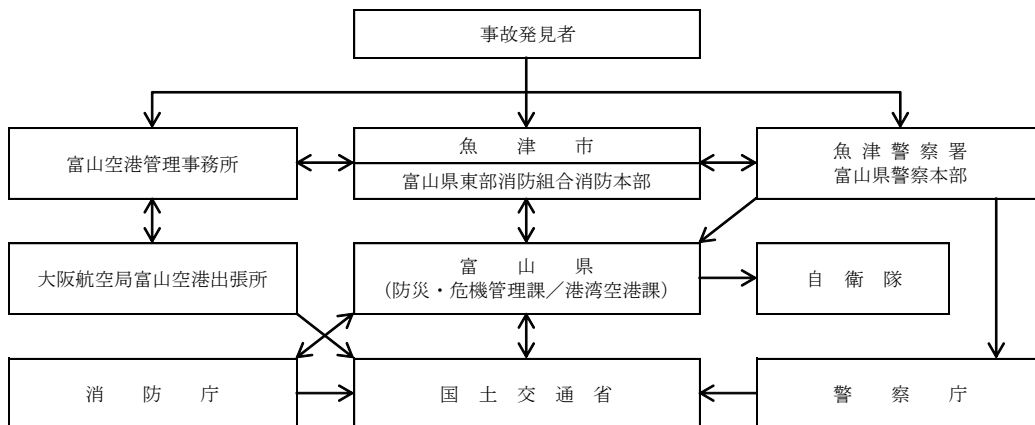 事故発見者
富山空港管理事務所
魚津市
富山県東部消防組合消防本部
魚津警察署
富山県警察本部
大阪航空局富山空港出張所
富山県
（防災・危機管理課／港湾空港課）
自衛隊
消防庁
国土交通省
警察庁